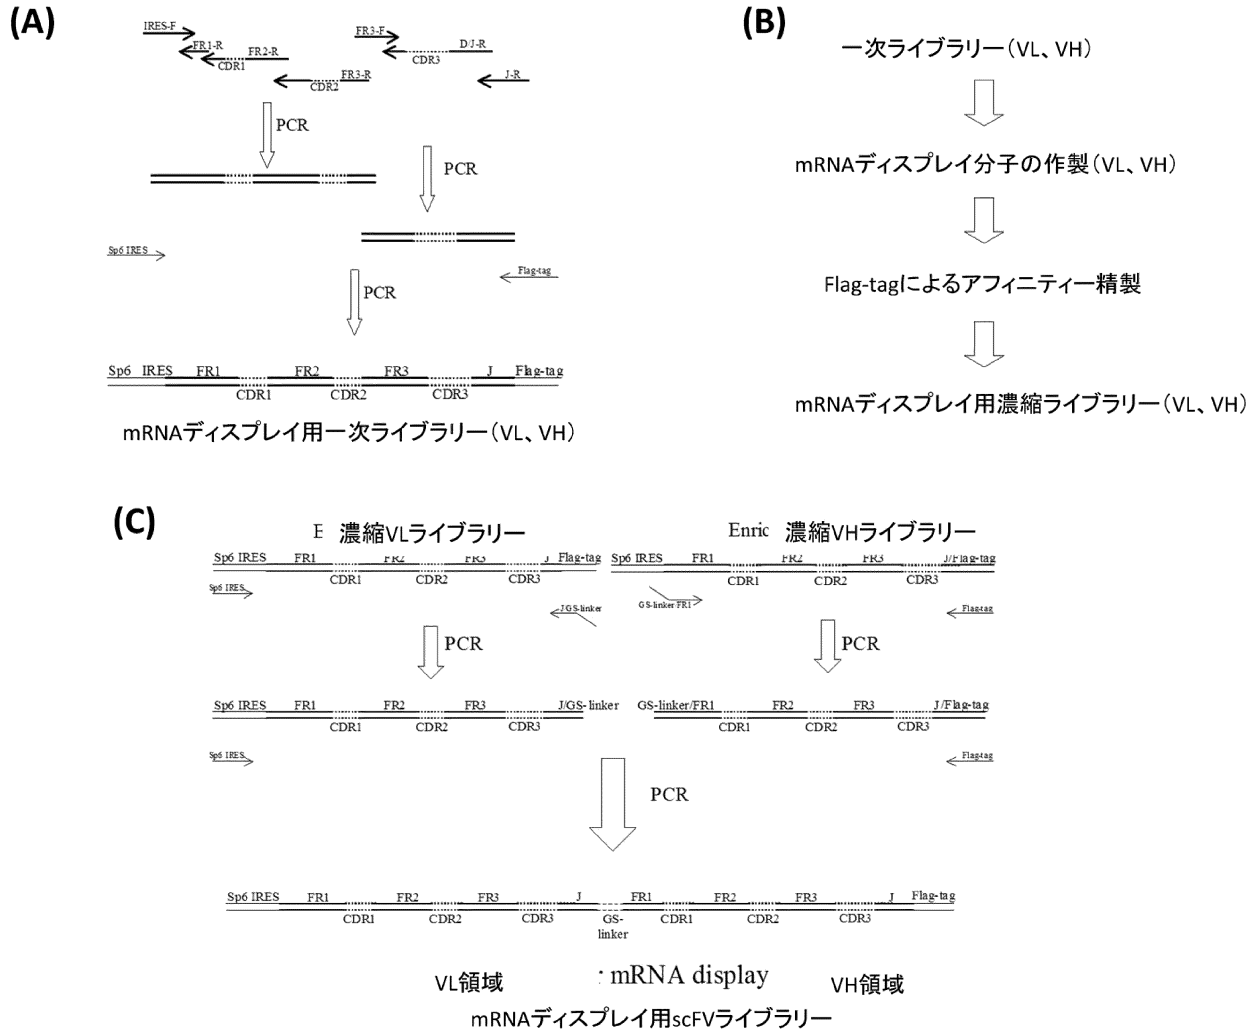 (A)
IRES-F
FR1-R
FR2-R
CDR1
FR3-R
CDR2
FR3-F
D/J-R
CDR3
J-R
PCR
PCR
Sp6 IRES
Flag-tag
PCR
Sp6 IRES FR1 FR2 FR3 J Flag-tag
CDR1 CDR2 CDR3
mRNAディスプレイ用一次ライブラリー(VL、VH)
(B)
一次ライブラリー(VL、VH)
mRNAディスプレイ分子の作製(VL、VH)
Flag-tagによるアフィニティー精製
mRNAディスプレイ用濃縮ライブラリー(VL、VH)
(C)
E 濃縮VLライブラリー
Sp6 IRES FR1 FR2 FR3 J Flag-tag
CDR1 CDR2 CDR3
Sp6 IRES
J/GS-linker
PCR
Enric 濃縮VHライブラリー
Sp6 IRES FR1 FR2 FR3 J/Flag-tag
CDR1 CDR2 CDR3
GS-linker/FR1
Flag-tag
PCR
Sp6 IRES FR1 FR2 FR3 J/GS-linker
CDR1 CDR2 CDR3
Sp6 IRES
GS-linker/FR1 FR2 FR3 J/Flag-tag
CDR1 CDR2 CDR3
Flag-tag
PCR
Sp6 IRES FR1 FR2 FR3 J FR1 FR2 FR3 J Flag-tag
CDR1 CDR2 CDR3 GS-linker CDR1 CDR2 CDR3
VL領域 : mRNA display VH領域
mRNAディスプレイ用scFVライブラリー